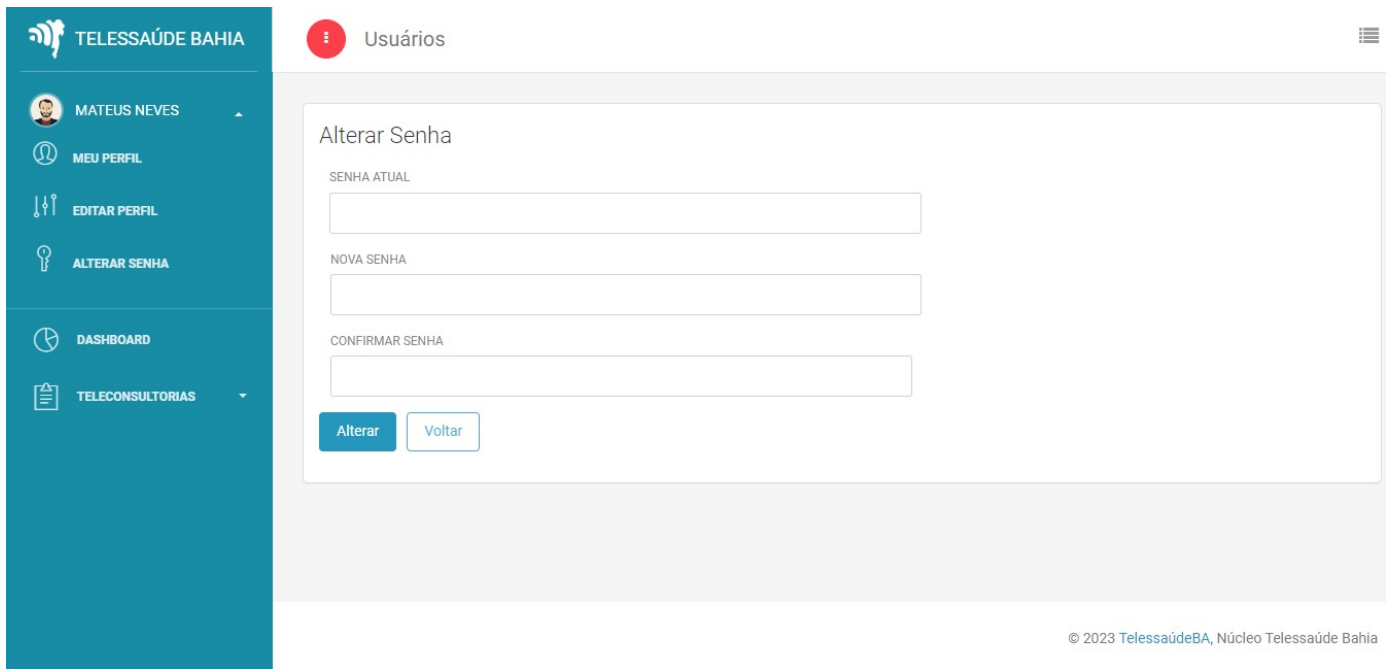 TELESSAÚDE BAHIA
Usuários
MATEUS NEVES
MEU PERFIL
EDITAR PERFIL
ALTERAR SENHA
DASHBOARD
TELECONSULTORIAS
Alterar Senha
SENHA ATUAL
NOVA SENHA
CONFIRMAR SENHA
Alterar Voltar
© 2023 TelessaúdeBA, Núcleo Telessaúde Bahia